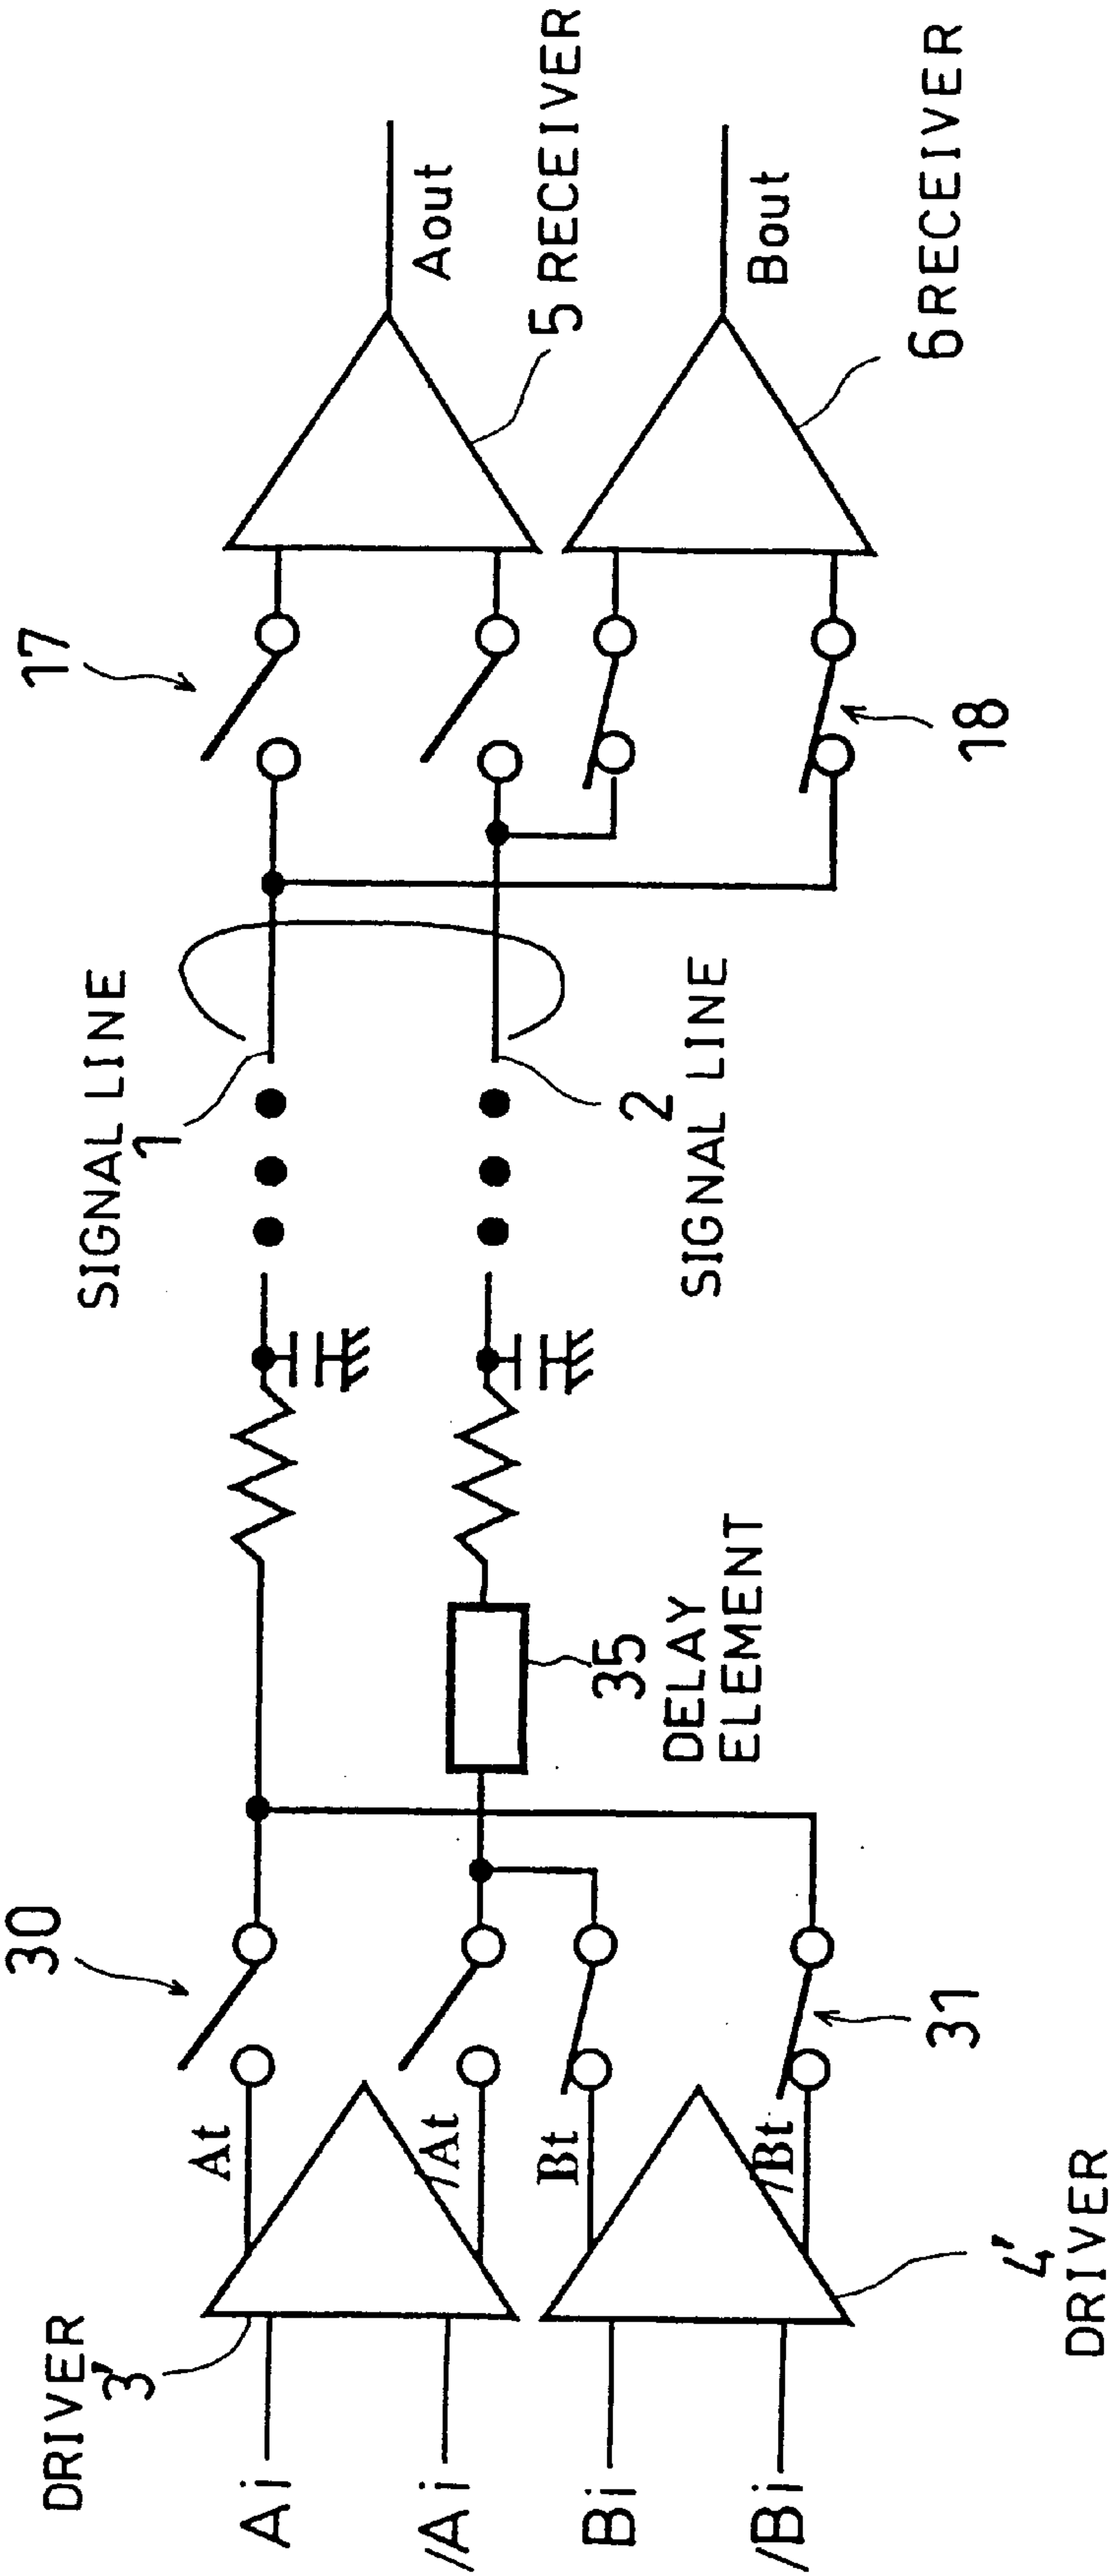 DRIVER
3'
Ai
/Ai
Bi
/Bi
At
/At
Bt
/Bt
4'
DRIVER
30
31
35
DELAY
ELEMENT
SIGNAL LINE
1
2
SIGNAL LINE
17
18
Aout
5 RECEIVER
Bout
6 RECEIVER